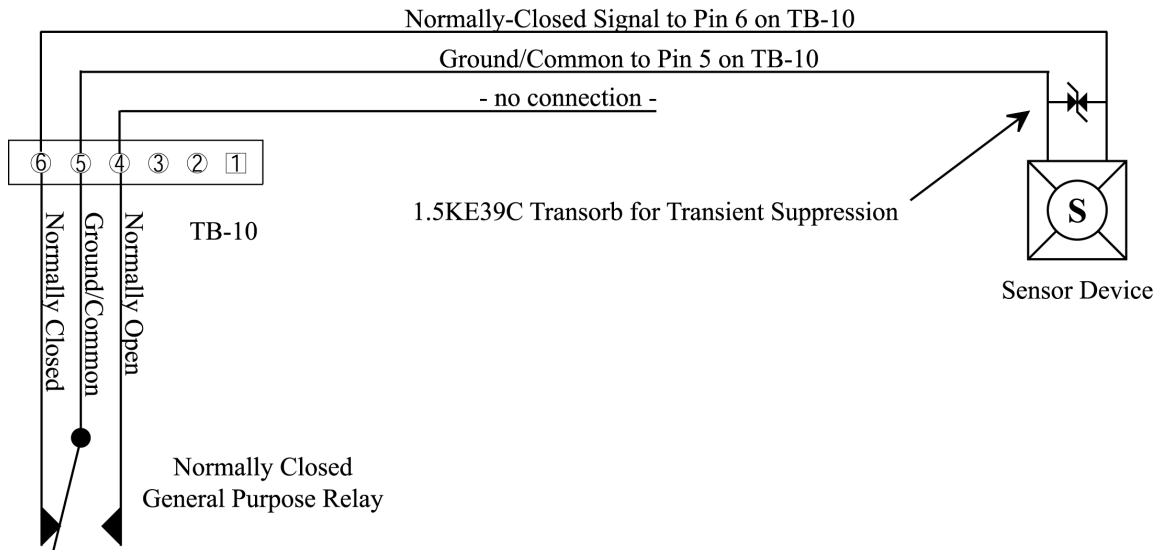 Normally-Closed Signal to Pin 6 on TB-10
Ground/Common to Pin 5 on TB-10
- no connection -
6 5 4 3 2 1
TB-10
Normally Closed
Ground/Common
Normally Open
1.5KE39C Transorb for Transient Suppression
S
Sensor Device
Normally Closed
General Purpose Relay